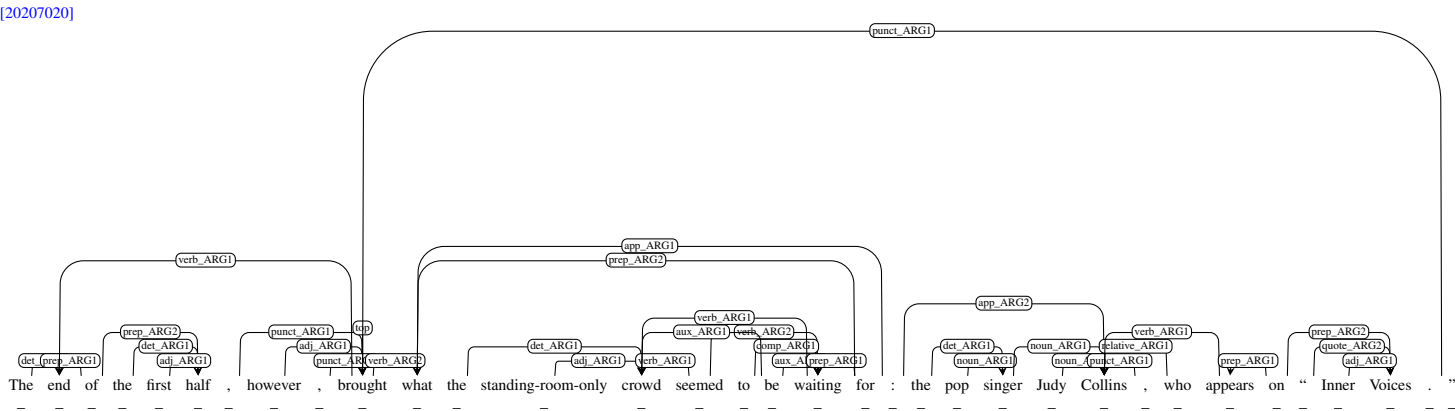 [20207020]
punct_ARG1
app_ARG1
verb_ARG1 prep_ARG2
app_ARG2
verb_ARG1
top
prep_ARG2 punct_ARG1 aux_ARG1 verb_ARG2 verb_ARG1 prep_ARG2
det_ARG1 adj_ARG1 det_ARG1 comp_ARG1 det_ARG1 noun_ARG1 relative_ARG1 quote_ARG2
prep_ARG1 adj_ARG1 verb_ARG2 adj_ARG1 verb_ARG1 prep_ARG1 noun_ARG1 punct_ARG1 prep_ARG1 adj_ARG1
The end of the first half , however , brought what the standing-room-only crowd seemed to be waiting for : the pop singer Judy Collins , who appears on “ Inner Voices . ”
_ _ _ _ _ _ _ _ _ _ _ _ _ _ _ _ _ _ _ _ _ _ _ _ _ _ _ _ _ _ _ _ _ _